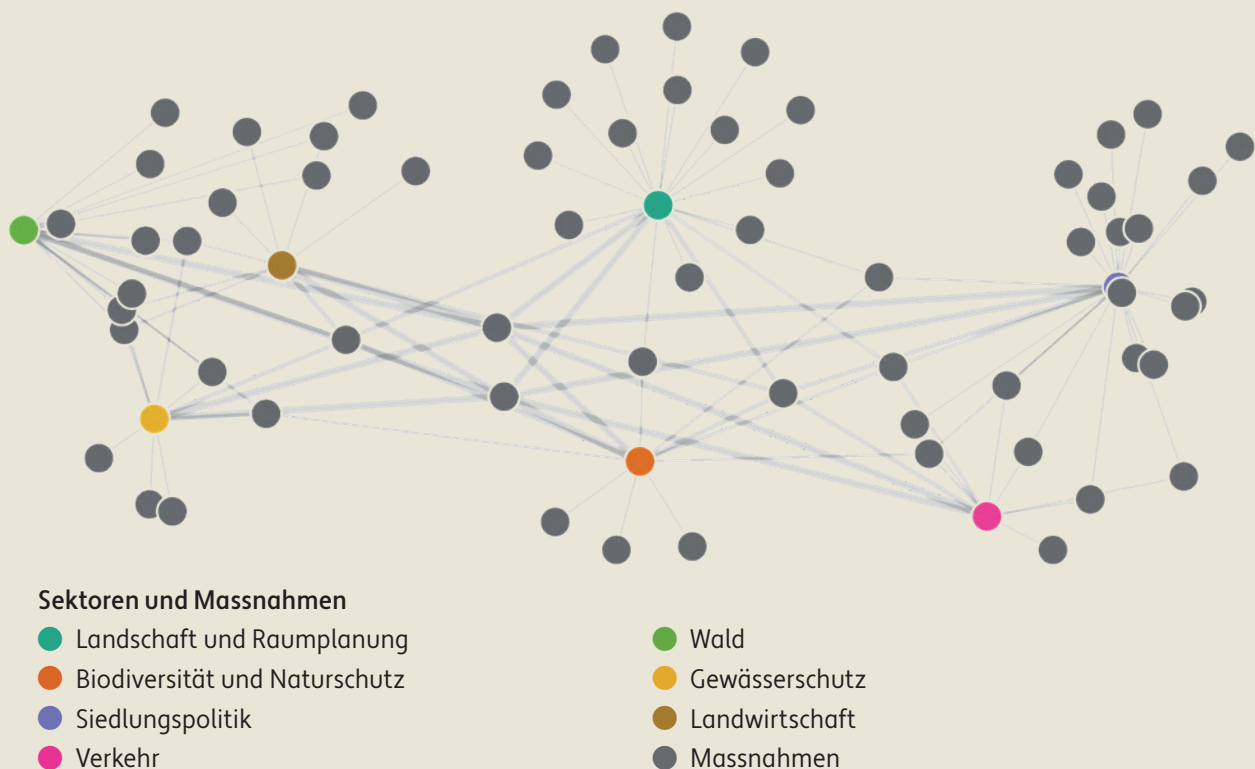 Sektoren und Massnahmen
Landschaft und Raumplanung
Biodiversität und Naturschutz
Siedlungspolitik
Verkehr
Wald
Gewässerschutz
Landwirtschaft
Massnahmen